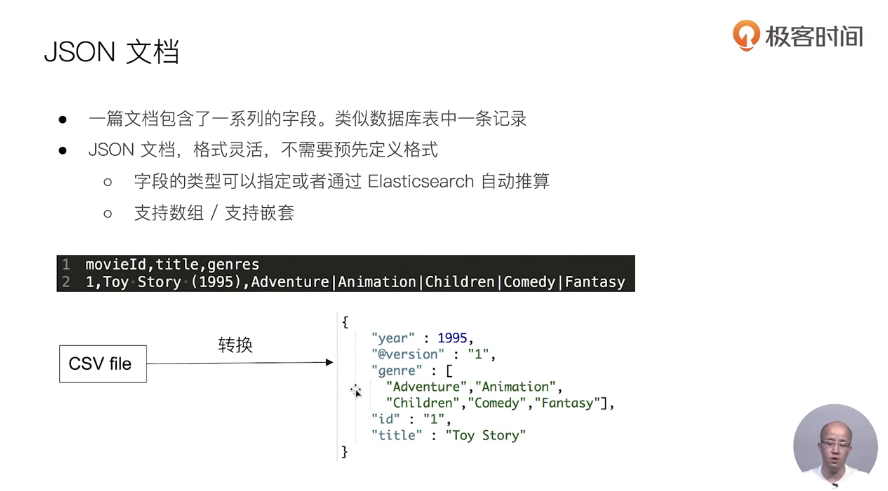 JSON 文档
极客时间
● 一篇文档包含了一系列的字段。类似数据库表中一条记录
● JSON 文档，格式灵活，不需要预先定义格式
○ 字段的类型可以指定或者通过 Elasticsearch 自动推算
○ 支持数组 / 支持嵌套
1 movieId,title,genres
2 1,Toy Story (1995),Adventure|Animation|Children|Comedy|Fantasy
CSV file
转换
{
"year" : 1995,
"@version" : "1",
"genre" : [
"Adventure","Animation",
"Children","Comedy","Fantasy"],
"id" : "1",
"title" : "Toy Story"
}